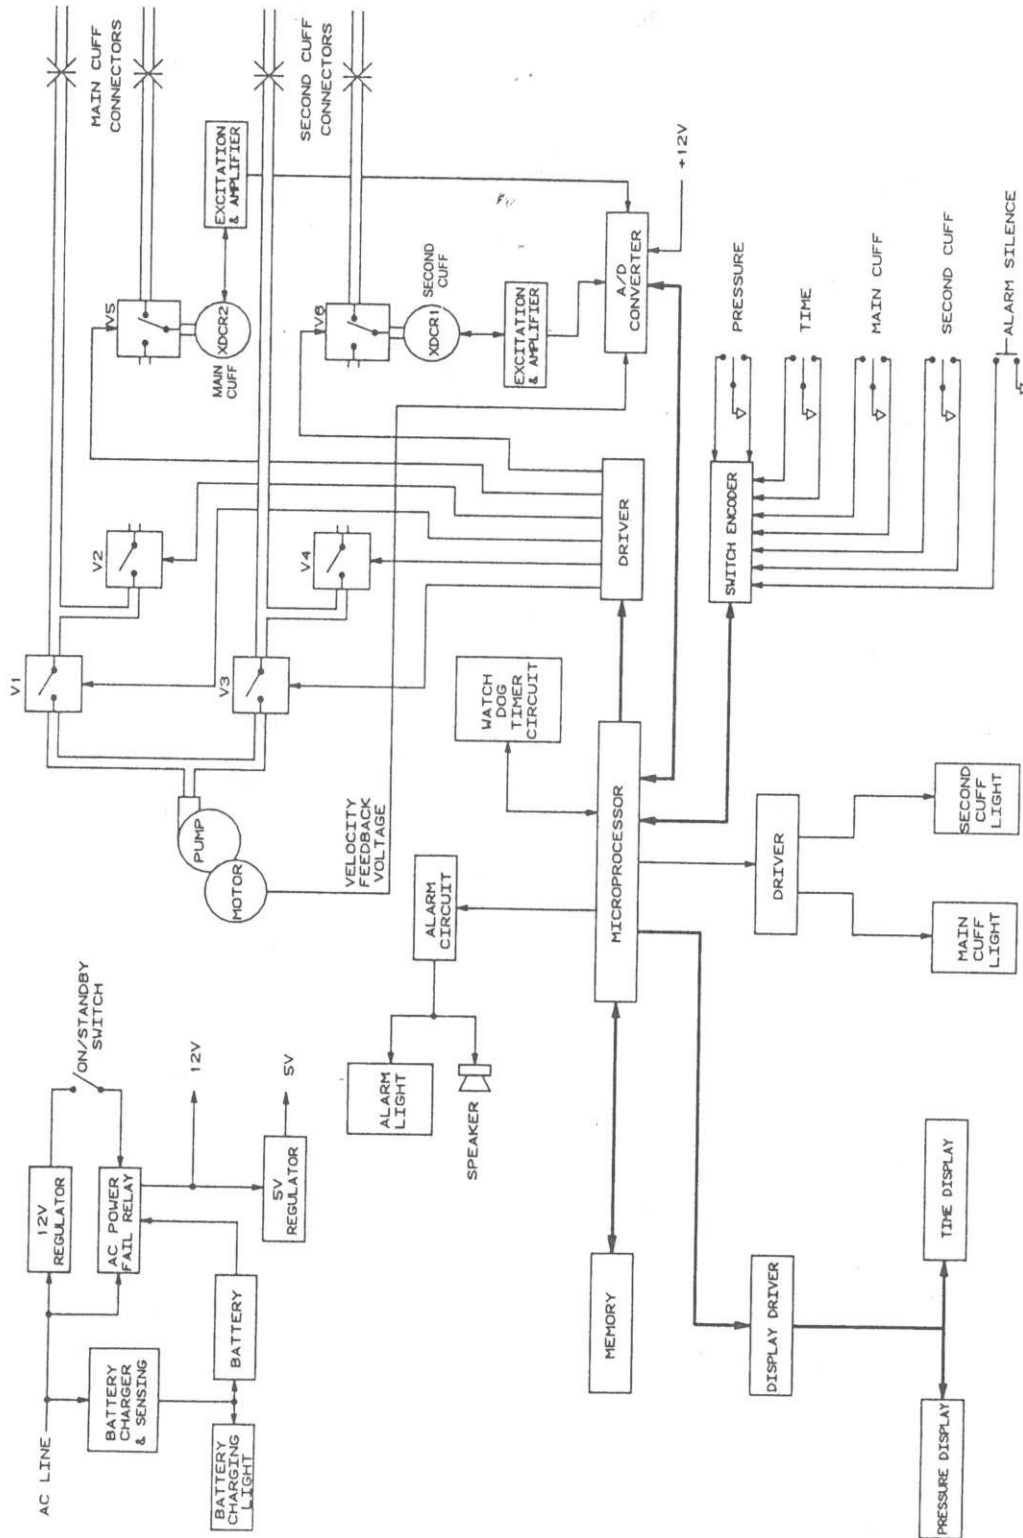 AC LINE
BATTERY
CHARGER
& SENSING
BATTERY
CHARGING
LIGHT
BATTERY
12V
REGULATOR
AC POWER
FAIL RELAY
ON/STANDBY
SWITCH
12V
5V
REGULATOR
5V
PUMP
MOTOR
VELOCITY
FEEDBACK
VOLTAGE
V1
V2
V3
V4
V5
XDCR2
MAIN
CUFF
EXCITATION
& AMPLIFIER
MAIN CUFF
CONNECTORS
V6
XDCR1
SECOND
CUFF
EXCITATION
& AMPLIFIER
SECOND CUFF
CONNECTORS
ALARM
LIGHT
SPEAKER
ALARM
CIRCUIT
WATCH
DOG
TIMER
CIRCUIT
MEMORY
MICROPROCESSOR
DRIVER
A/D
CONVERTER
+12V
DISPLAY DRIVER
DRIVER
SWITCH ENCODER
PRESSURE
TIME
MAIN CUFF
SECOND CUFF
ALARM SILENCE
PRESSURE DISPLAY
TIME DISPLAY
MAIN
CUFF
LIGHT
SECOND
CUFF
LIGHT